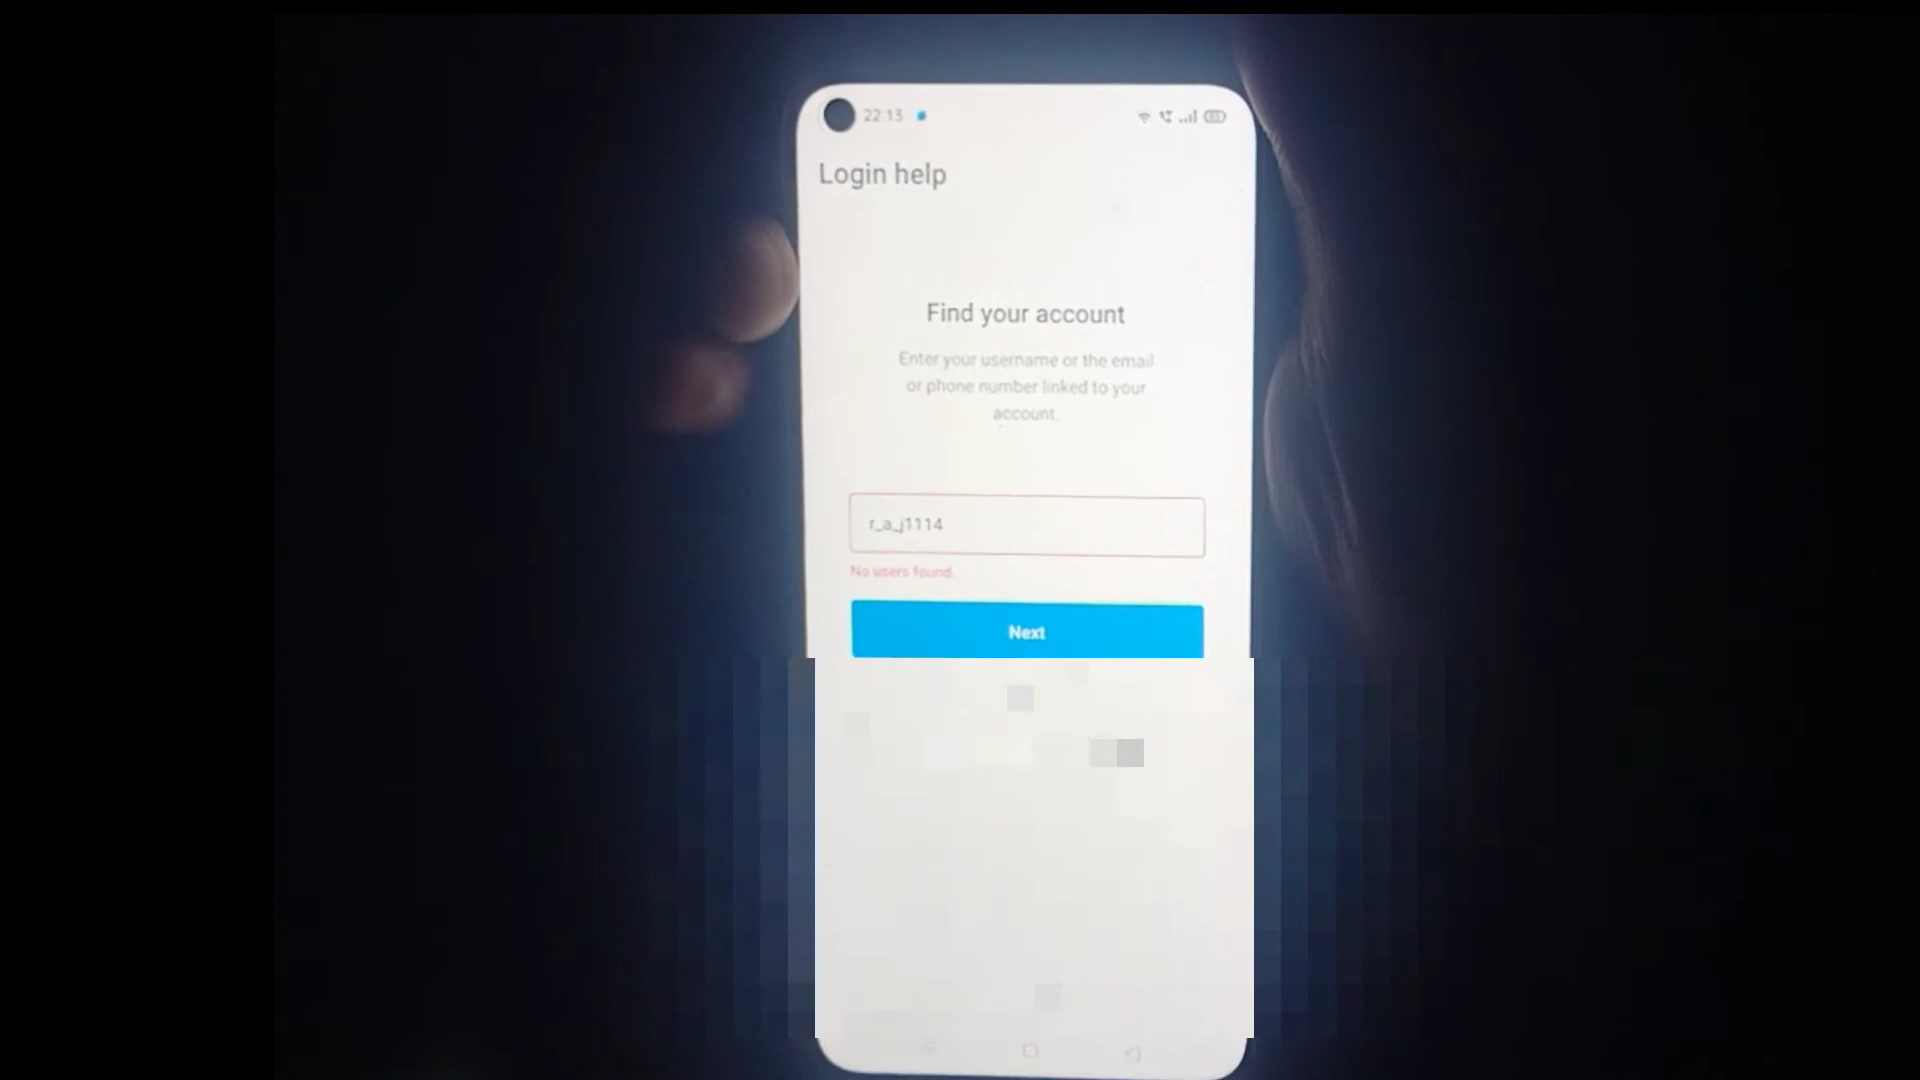 22:13
Login help
Find your account
Enter your username or the email
or phone number linked to your
account.
r_a_j1114
No users found.
Next